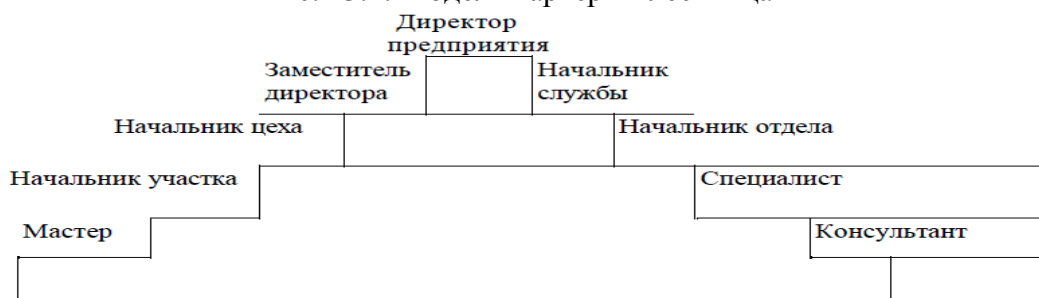 Директор
предприятия
Заместитель
директора
Начальник
службы
Начальник цеха
Начальник отдела
Начальник участка
Специалист
Мастер
Консультант